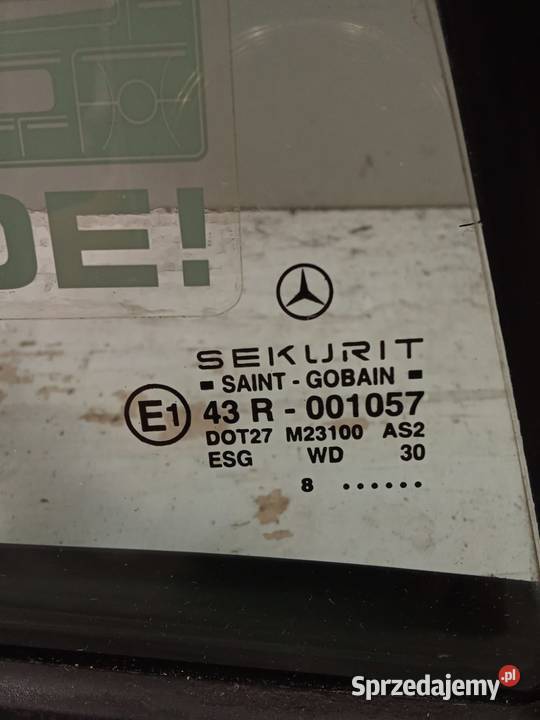 DE!
SEKURIT
SAINT - GOBAIN
E1 43 R - 001057
DOT27 M23100 AS2
ESG WD 30
8 ......
Sprzedajemy.pl